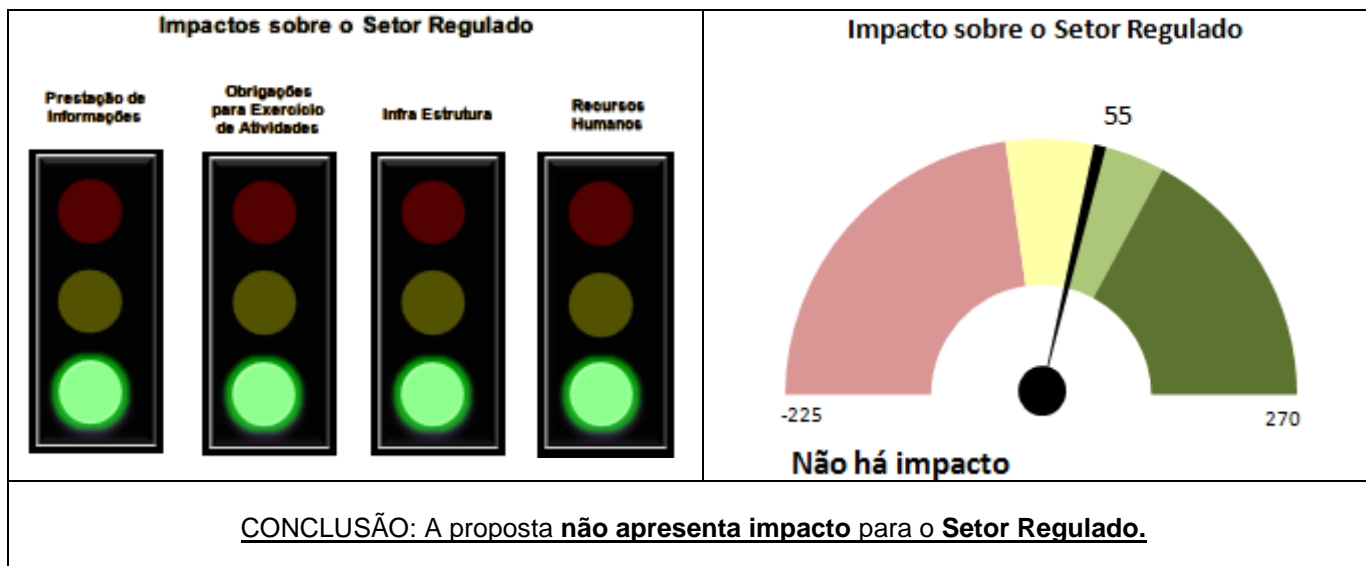 Impactos sobre o Setor Regulado
Prestação de
Informações
Obrigações
para Exercício
de Atividades
Infra Estrutura
Recursos
Humanos
Impacto sobre o Setor Regulado
55
-225
270
Não há impacto
CONCLUSÃO: A proposta não apresenta impacto para o Setor Regulado.